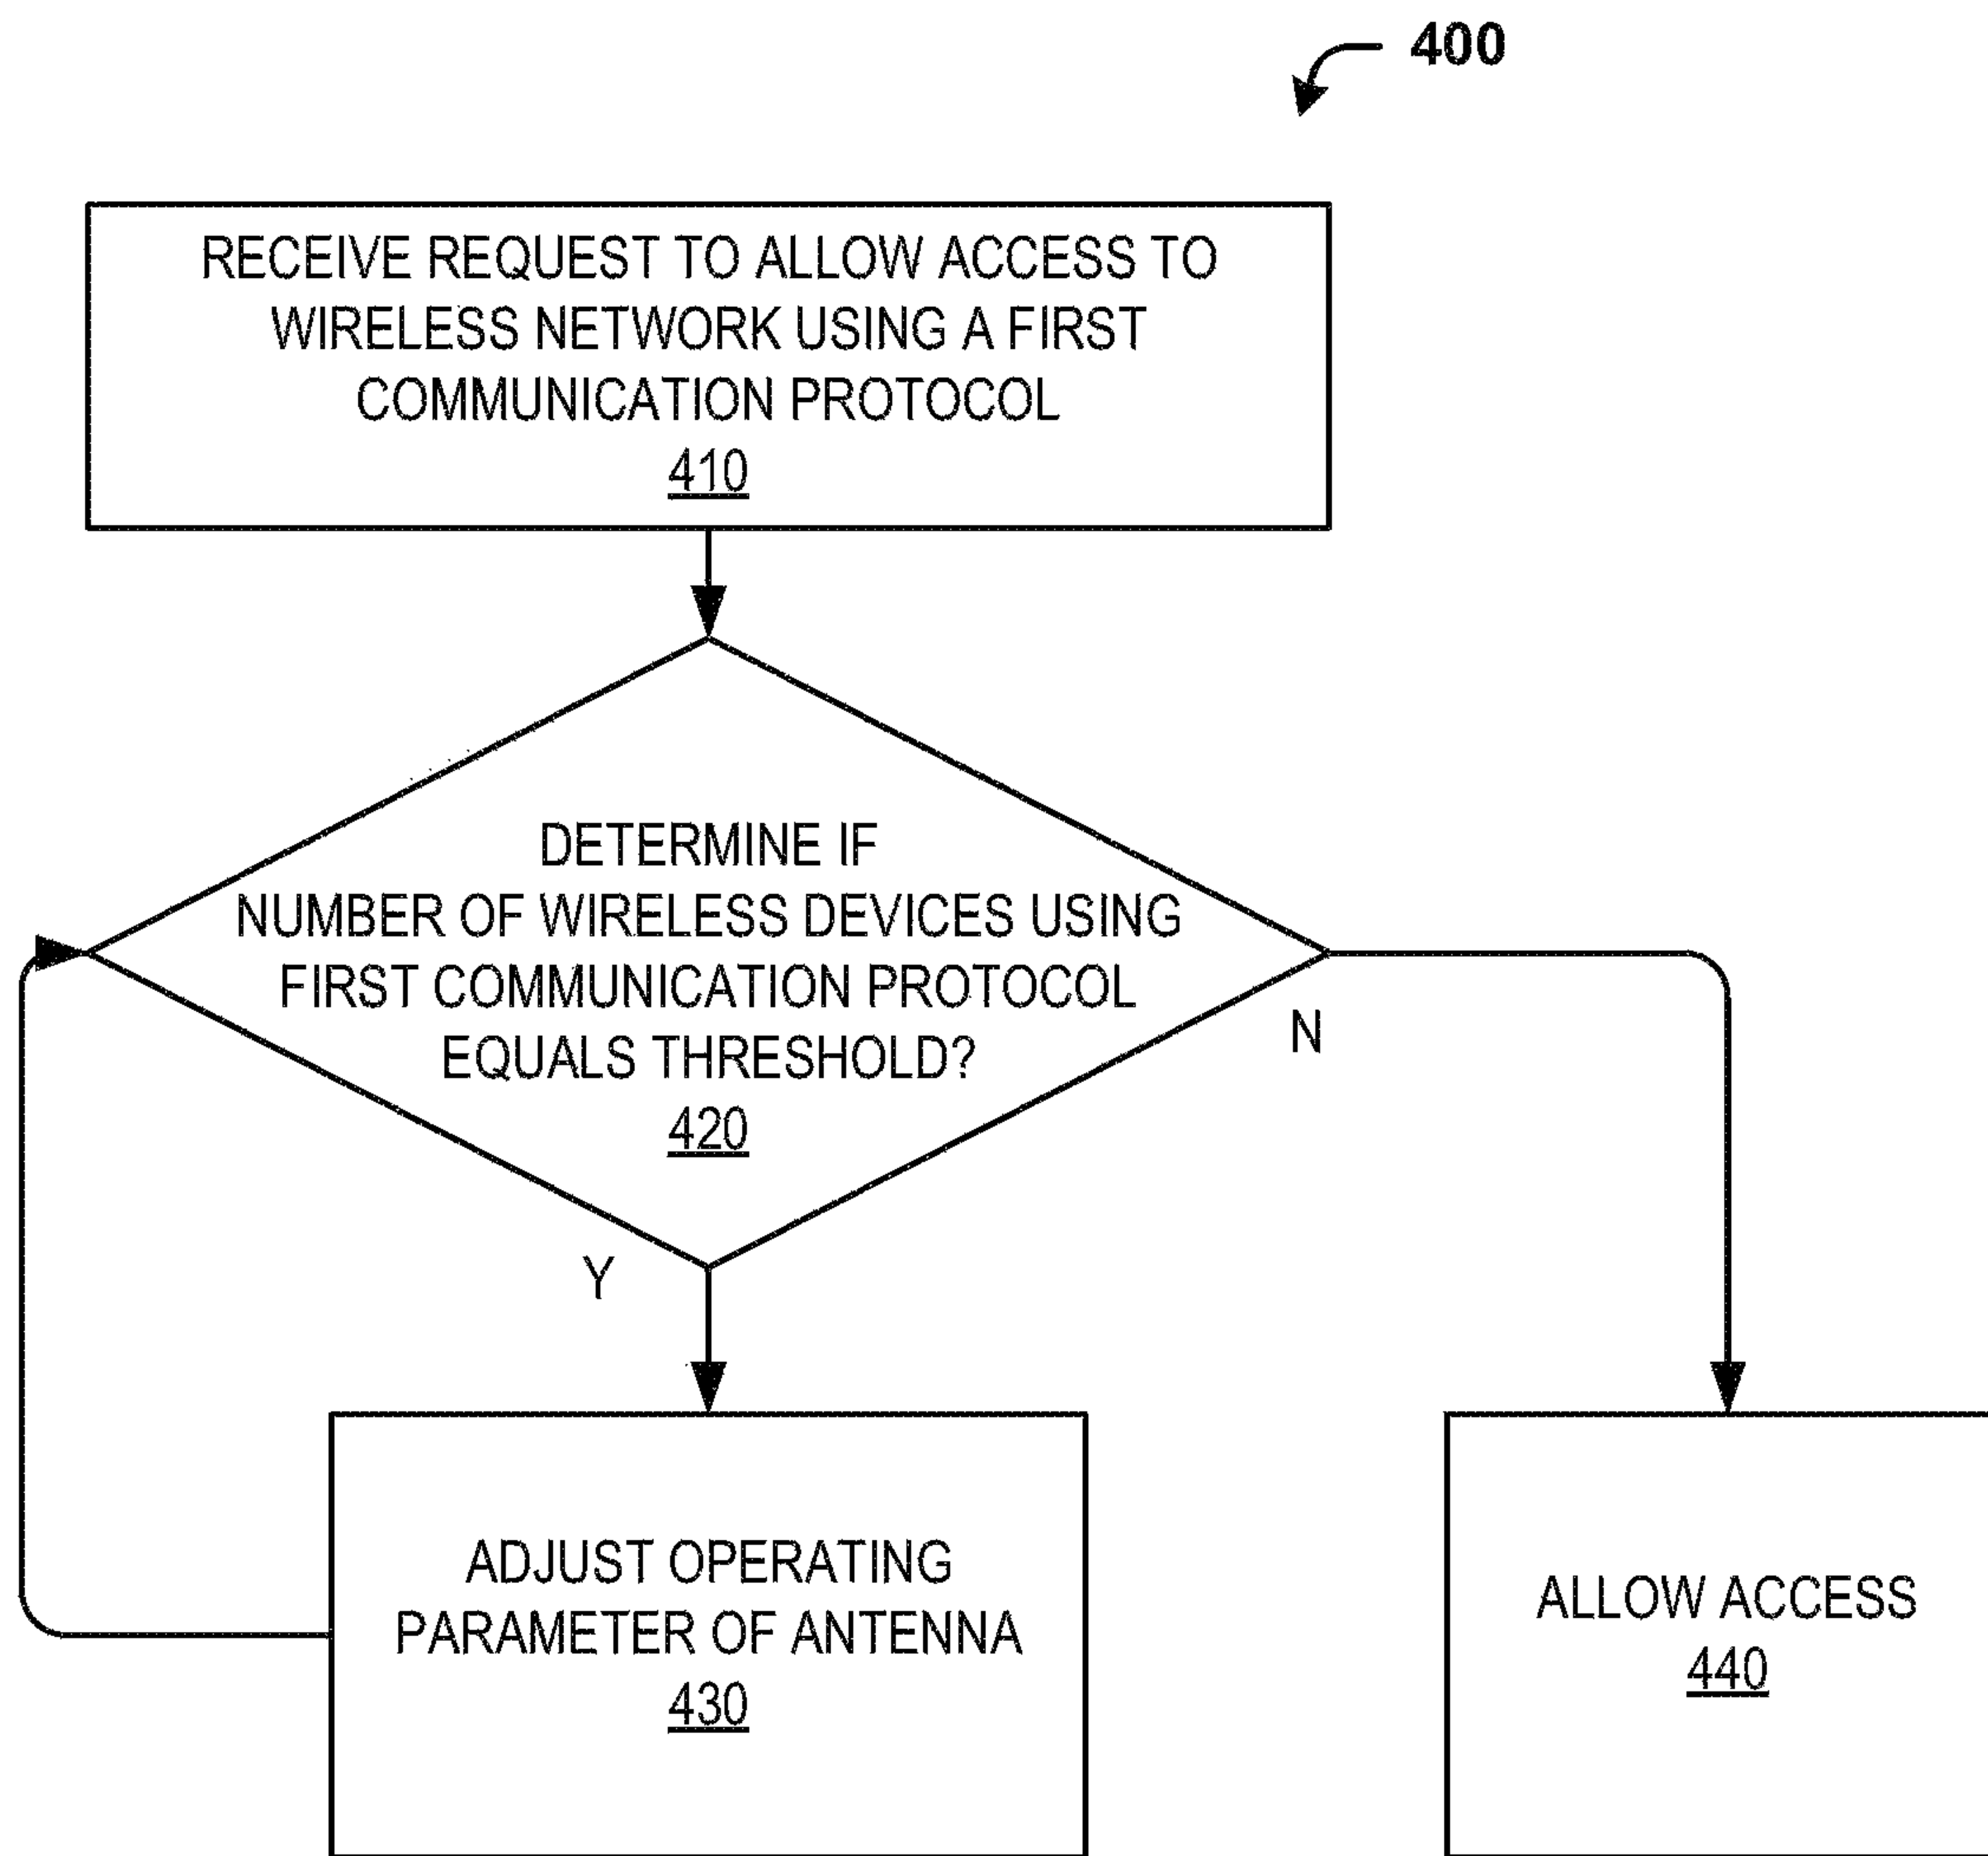 400
RECEIVE REQUEST TO ALLOW ACCESS TO
WIRELESS NETWORK USING A FIRST
COMMUNICATION PROTOCOL
410
DETERMINE IF
NUMBER OF WIRELESS DEVICES USING
FIRST COMMUNICATION PROTOCOL
EQUALS THRESHOLD?
420
N
Y
ADJUST OPERATING
PARAMETER OF ANTENNA
430
ALLOW ACCESS
440